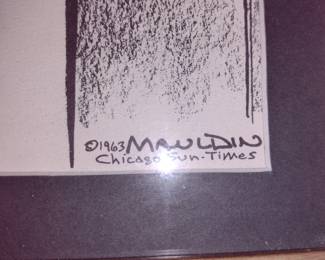 ©1963 MAULDIN
Chicago Sun-Times